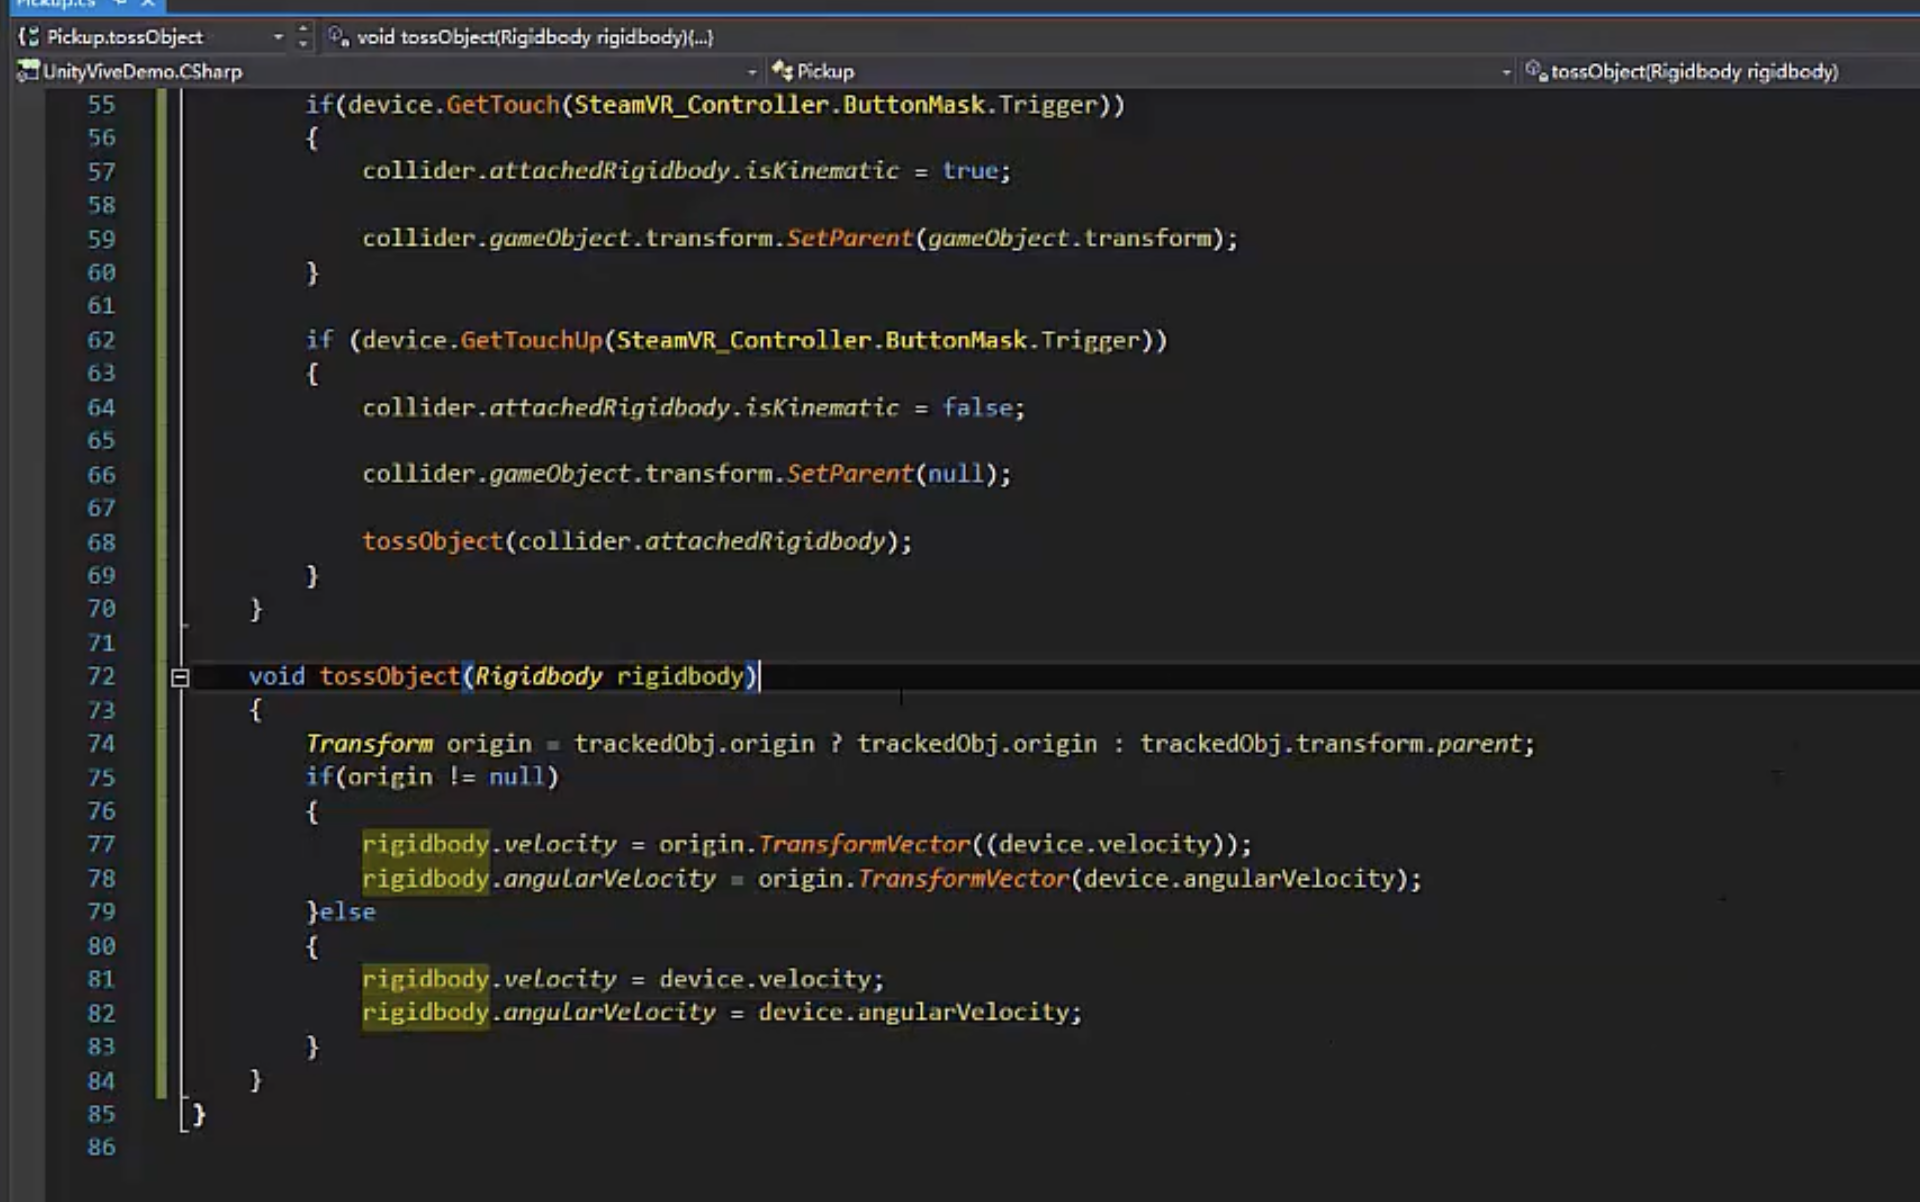 Pickup.cs
Pickup.tossObject void tossObject(Rigidbody rigidbody){...}
UnityViveDemo.CSharp Pickup tossObject(Rigidbody rigidbody)
55 if(device.GetTouch(SteamVR_Controller.ButtonMask.Trigger))
56 {
57 collider.attachedRigidbody.isKinematic = true;
58
59 collider.gameObject.transform.SetParent(gameObject.transform);
60 }
61
62 if (device.GetTouchUp(SteamVR_Controller.ButtonMask.Trigger))
63 {
64 collider.attachedRigidbody.isKinematic = false;
65
66 collider.gameObject.transform.SetParent(null);
67
68 tossObject(collider.attachedRigidbody);
69 }
70 }
71
72 void tossObject(Rigidbody rigidbody)
73 {
74 Transform origin = trackedObj.origin ? trackedObj.origin : trackedObj.transform.parent;
75 if(origin != null)
76 {
77 rigidbody.velocity = origin.TransformVector((device.velocity));
78 rigidbody.angularVelocity = origin.TransformVector(device.angularVelocity);
79 }else
80 {
81 rigidbody.velocity = device.velocity;
82 rigidbody.angularVelocity = device.angularVelocity;
83 }
84 }
85 }
86